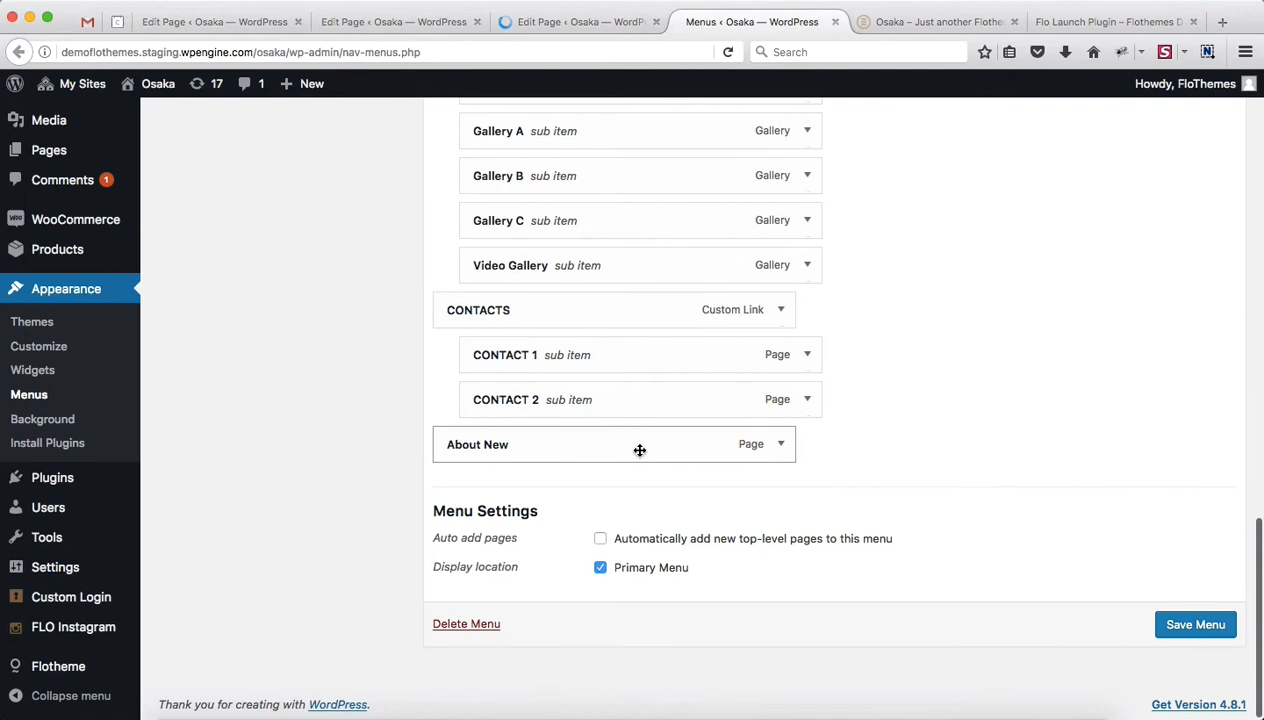 Edit Page ‹ Osaka — WordPress
Edit Page ‹ Osaka — WordPress
Edit Page ‹ Osaka — WordP
Menus ‹ Osaka — WordPress
Osaka – Just another Flothe
Flo Launch Plugin – Flothemes D
demoflothemes.staging.wpengine.com/osaka/wp-admin/nav-menus.php
Search
My Sites
Osaka
17
1
New
Howdy, FloThemes
Media
Pages
Comments 1
WooCommerce
Products
Appearance
Themes
Customize
Widgets
Menus
Background
Install Plugins
Plugins
Users
Tools
Settings
Custom Login
FLO Instagram
Flotheme
Collapse menu
Gallery A sub item Gallery
Gallery B sub item Gallery
Gallery C sub item Gallery
Video Gallery sub item Gallery
CONTACTS Custom Link
CONTACT 1 sub item Page
CONTACT 2 sub item Page
About New Page
Menu Settings
Auto add pages Automatically add new top-level pages to this menu
Display location Primary Menu
Delete Menu
Save Menu
Thank you for creating with WordPress.
Get Version 4.8.1